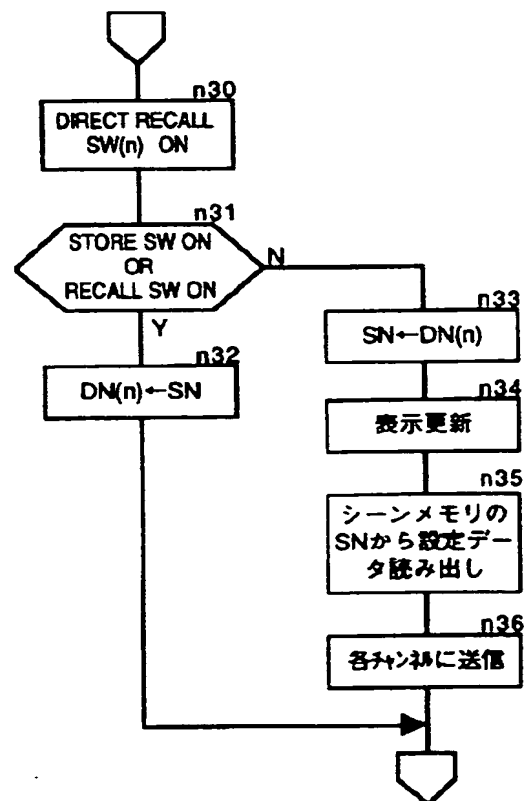 n30
DIRECT RECALL
SW(n) ON
n31
STORE SW ON
OR
RECALL SW ON
N
Y
n32
DN(n)←SN
n33
SN←DN(n)
n34
表示更新
n35
シーンメモリの
SNから設定デー
タ読み出し
n36
各ﾁｬﾝﾈﾙに送信